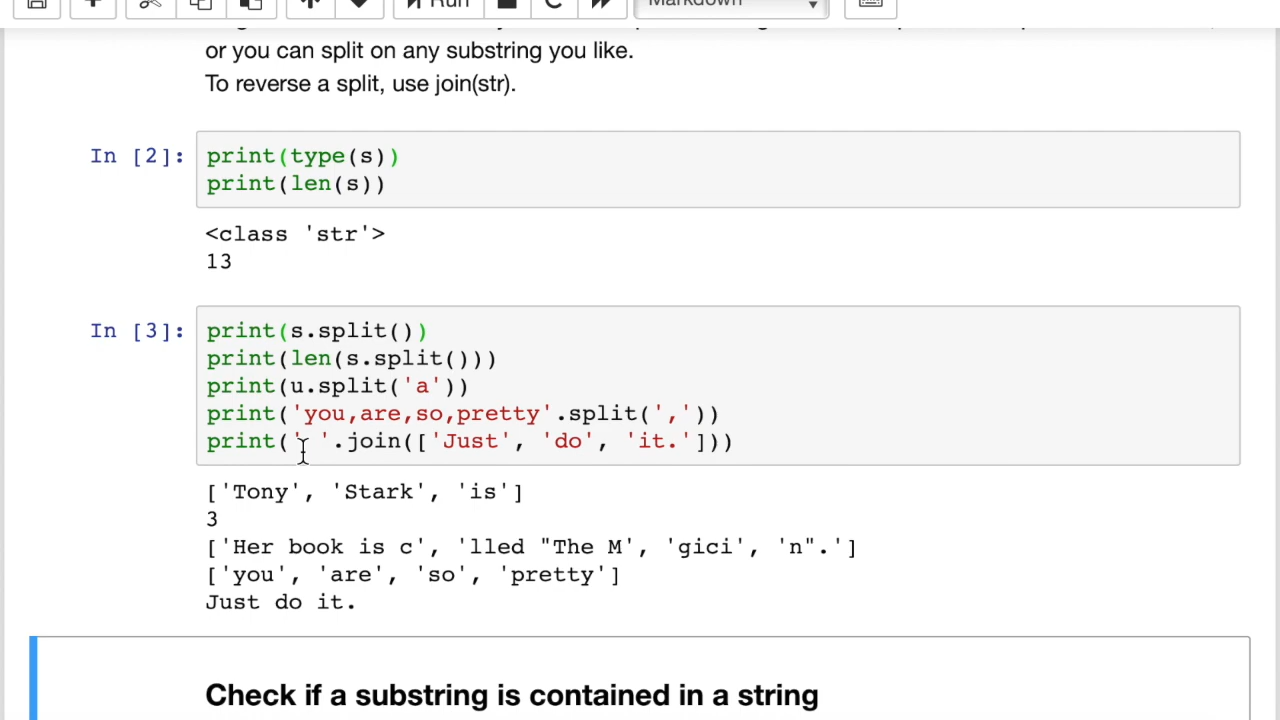 Run
Markdown
or you can split on any substring you like.
To reverse a split, use join(str).
In [2]:
print(type(s))
print(len(s))
<class 'str'>
13
In [3]:
print(s.split())
print(len(s.split()))
print(u.split('a'))
print('you,are,so,pretty'.split(','))
print(' '.join(['Just', 'do', 'it.']))
['Tony', 'Stark', 'is']
3
['Her book is c', 'lled "The M', 'gici', 'n".']
['you', 'are', 'so', 'pretty']
Just do it.
Check if a substring is contained in a string